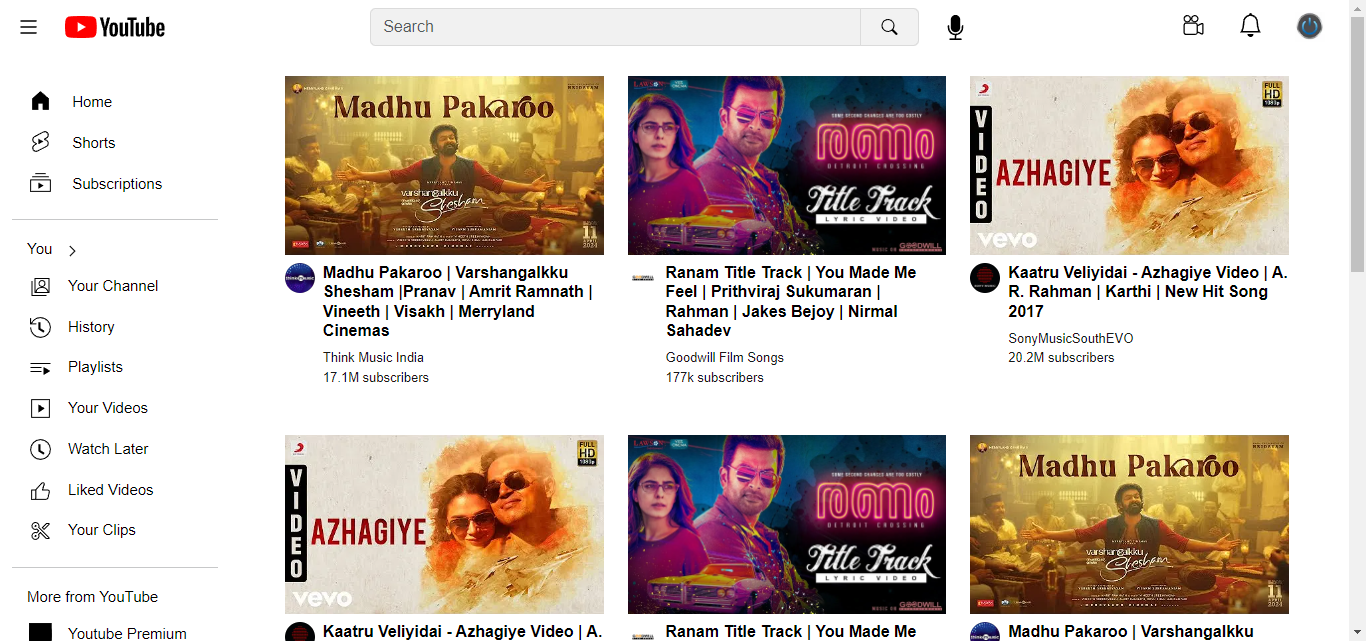 YouTube
Search
Home
Shorts
Subscriptions
You
Your Channel
History
Playlists
Your Videos
Watch Later
Liked Videos
Your Clips
More from YouTube
Youtube Premium
Madhu Pakaroo
varshangalkku
Shesham
11
Madhu Pakaroo | Varshangalkku
Shesham |Pranav | Amrit Ramnath |
Vineeth | Visakh | Merryland
Cinemas
Think Music India
17.1M subscribers
SOME SECOND CHANCES ARE TOO COSTLY
രണം
DETROIT CROSSING
Title Track
LYRIC VIDEO
MUSIC ON GOODWILL
Ranam Title Track | You Made Me
Feel | Prithviraj Sukumaran |
Rahman | Jakes Bejoy | Nirmal
Sahadev
Goodwill Film Songs
177k subscribers
FULL
HD
1080p
VIDEO
AZHAGIYE
vevo
Kaatru Veliyidai - Azhagiye Video | A.
R. Rahman | Karthi | New Hit Song
2017
SonyMusicSouthEVO
20.2M subscribers
FULL
HD
1080p
VIDEO
AZHAGIYE
vevo
Kaatru Veliyidai - Azhagiye Video | A.
രണം
DETROIT CROSSING
Title Track
LYRIC VIDEO
MUSIC ON GOODWILL
Ranam Title Track | You Made Me
Madhu Pakaroo
varshangalkku
Shesham
11
Madhu Pakaroo | Varshangalkku